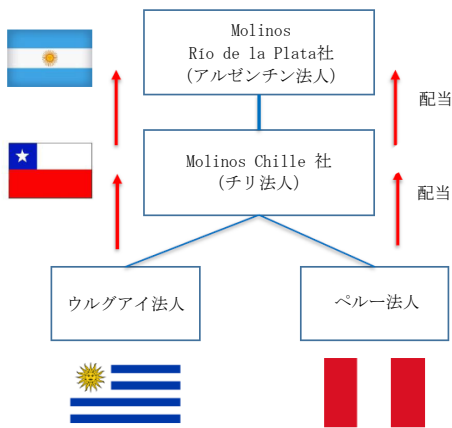 Molinos
Río de la Plata社
(アルゼンチン法人)
配当
Molinos Chille 社
(チリ法人)
配当
ウルグアイ法人
ペルー法人